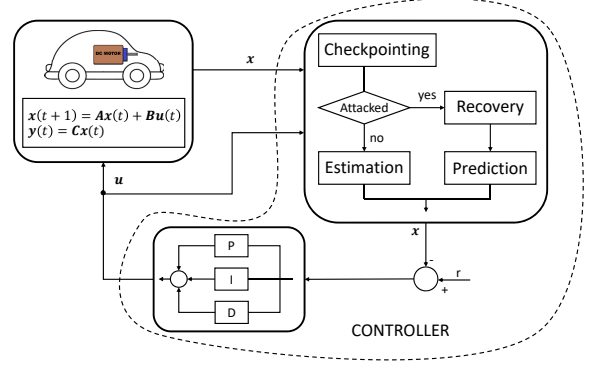 DC MOTOR
x(t + 1) = Ax(t) + Bu(t)
y(t) = Cx(t)
x
u
Checkpointing
Attacked
yes
no
Recovery
Estimation
Prediction
x
-
r
+
P
I
D
CONTROLLER